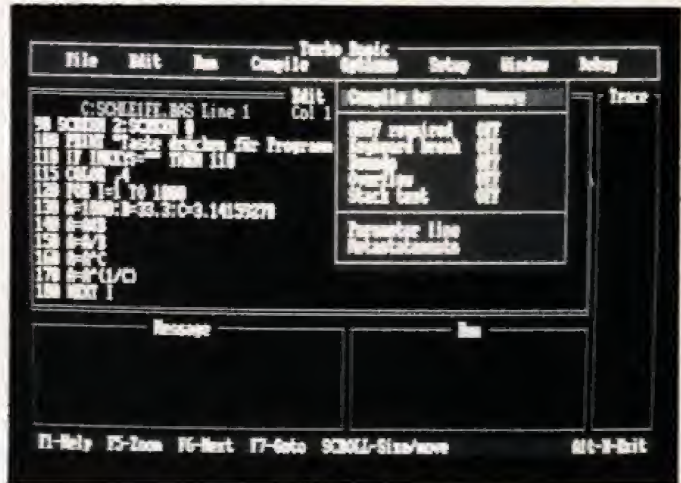 Turbo Basic
File Edit Run Compile Options Setup Window Debug
Edit
C:SCHLEIFE.BAS Line 1 Col 1
90 SCREEN 2:SCREEN 0
100 PRINT "Taste drücken für Programm
110 IF INKEY$="" THEN 110
115 COLOR ,4
120 FOR I=1 TO 1000
130 A=1000:B=33.3:C=3.14159270
140 A=A*B
150 A=A/B
160 A=A^C
170 A=A^(1/C)
180 NEXT I
Compile to Memory
8087 required OFF
Keyboard break OFF
Bounds OFF
Overflow OFF
Stack test OFF
Parameter line
Metastatements
Trace
Message
Run
F1-Help F5-Zoom F6-Next F7-Goto SCROLL-Size/move Alt-X-Exit